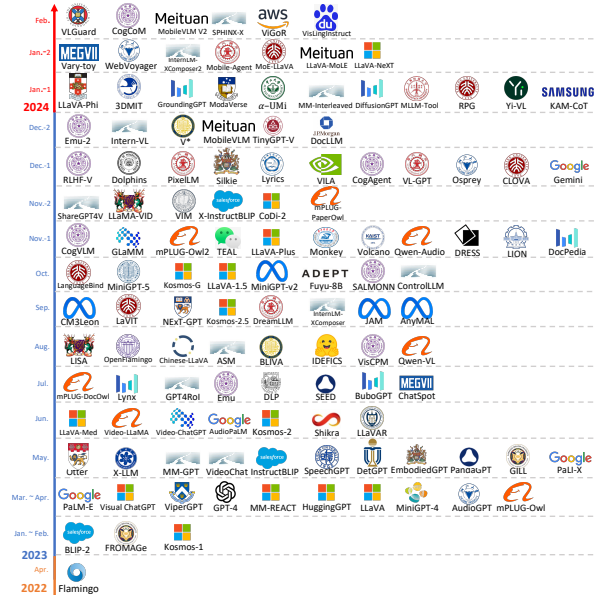 Feb.
Meituan
aws
du
VLGuard
CogCoM
MobileVLM V2
SPHINX-X
ViGoR
VisLingInstruct
Jan.-2
MEGVII
Meituan
Vary-toy
WebVoyager
InternLM-
XComposer2
Mobile-Agent
MoE-LLaVA
LLaVA-MoLE
LLaVA-NeXT
Jan.-1
2024
SAMSUNG
LLaVA-Phi
3DMIT
GroundingGPT
ModaVerse
α-UMi
MM-Interleaved
DiffusionGPT
MLLM-Tool
RPG
Yi-VL
KAM-CoT
Dec.-2
Meituan
J.P.Morgan
Emu-2
Intern-VL
V*
MobileVLM
TinyGPT-V
DocLLM
Dec.-1
NVIDIA
Google
RLHF-V
Dolphins
PixelLM
Silkie
Lyrics
VILA
CogAgent
VL-GPT
Osprey
CLOVA
Gemini
Nov.-2
salesforce
ShareGPT4V
LLaMA-VID
VIM
X-InstructBLIP
CoDi-2
mPLUG-
PaperOwl
Nov.-1
KAIST
CogVLM
GLaMM
mPLUG-Owl2
TEAL
LLaVA-Plus
Monkey
Volcano
Qwen-Audio
DRESS
LION
DocPedia
Oct.
ADEPT
LanguageBind
MiniGPT-5
Kosmos-G
LLaVA-1.5
MiniGPT-v2
Fuyu-8B
SALMONN
ControlLLM
Sep.
CM3Leon
LaVIT
NExT-GPT
Kosmos-2.5
DreamLLM
InternLM-
XComposer
JAM
AnyMAL
Aug.
LISA
OpenFlamingo
Chinese-LLaVA
ASM
BLIVA
IDEFICS
VisCPM
Qwen-VL
Jul.
MEGVII
mPLUG-DocOwl
Lynx
GPT4RoI
Emu
DLP
SEED
BuboGPT
ChatSpot
Jun.
Google
LLaVA-Med
Video-LLaMA
Video-ChatGPT
AudioPaLM
Kosmos-2
Shikra
LLaVAR
May.
salesforce
Google
Otter
X-LLM
MM-GPT
VideoChat
InstructBLIP
SpeechGPT
DetGPT
EmbodiedGPT
PandaGPT
GILL
PaLI-X
Mar. ~ Apr.
Google
PaLM-E
Visual ChatGPT
ViperGPT
GPT-4
MM-REACT
HuggingGPT
LLaVA
MiniGPT-4
AudioGPT
mPLUG-Owl
Jan. ~ Feb.
2023
salesforce
BLIP-2
FROMAGe
Kosmos-1
Apr.
2022
Flamingo